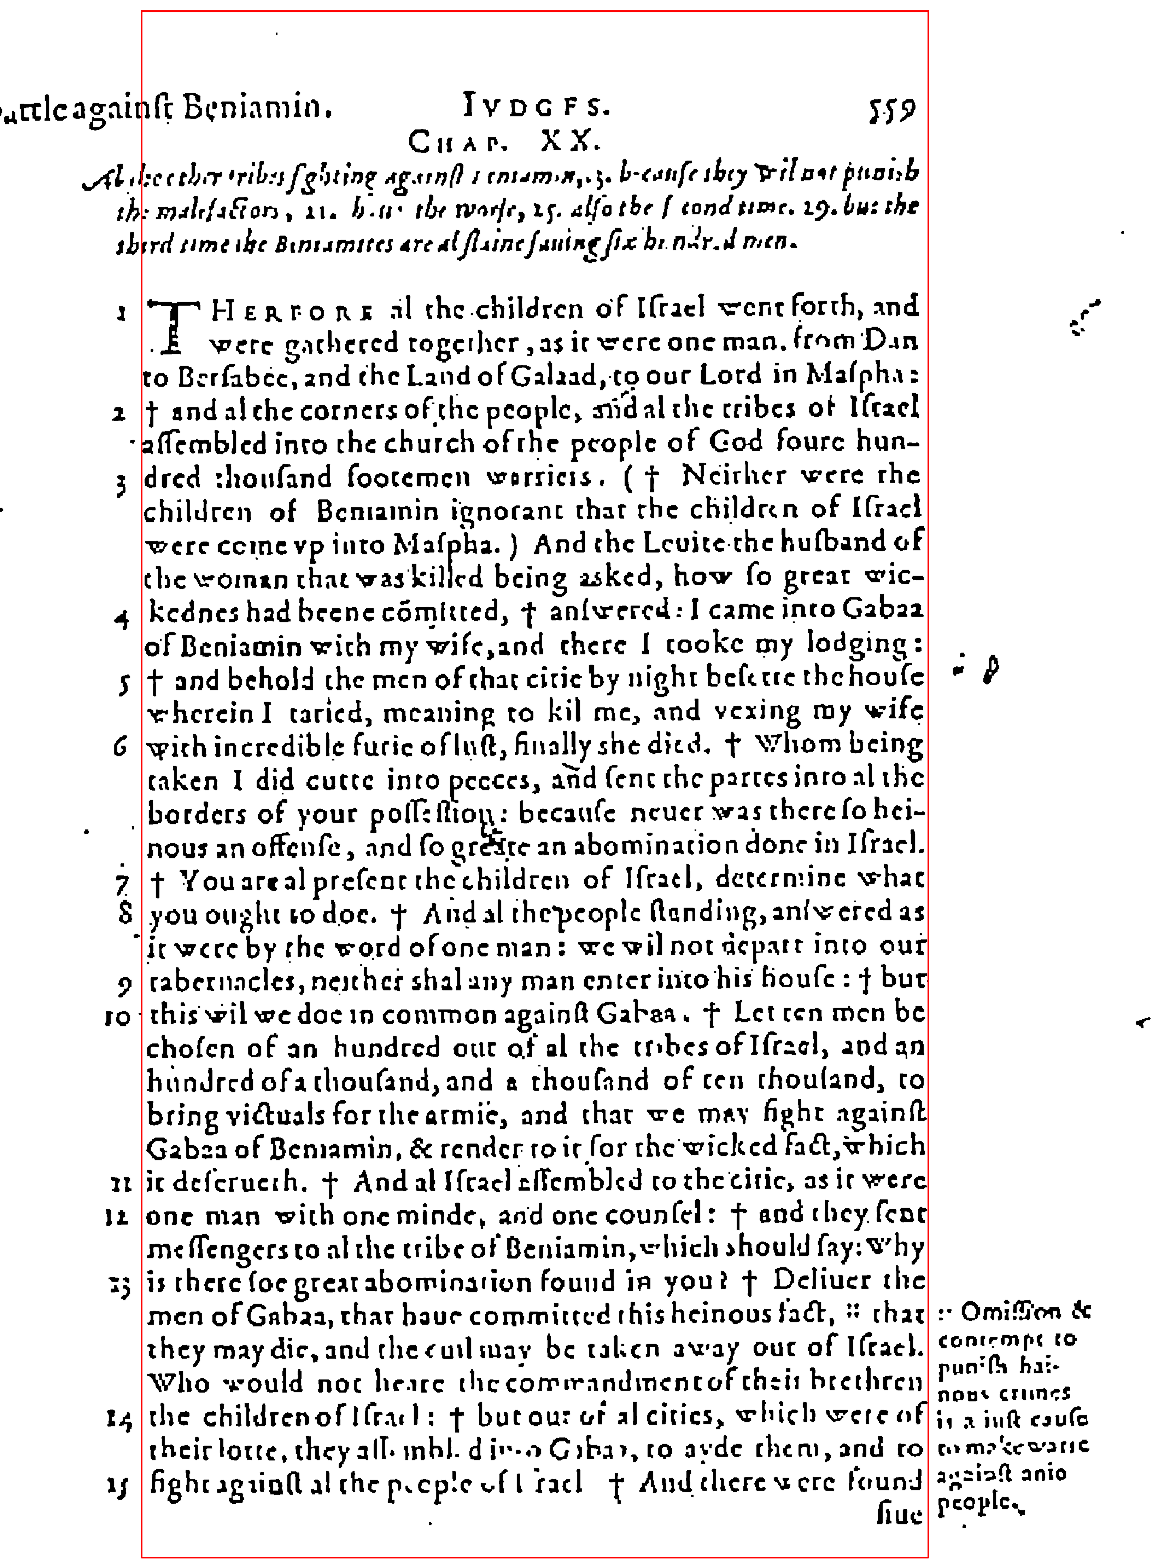 battle against Beniamin. IVDGES. 559
CHAP. XX.
Al the other tribes fighting against Beniamin, 3. because they wil not punish
the malefactors, 11. haue the worse, 25. also the second time. 29. but the
third time the Beniamites are al slaine sauing six hundred men.
1 THERFORE al the children of Iſrael went forth, and
were gathered together, as it were one man, from Dan
to Berſabee, and the Land of Galaad, to our Lord in Maſpha:
2 † and al the corners of the people, and al the tribes of Iſrael
aſſembled into the church of the people of God foure hun-
3 dred thouſand footemen warriers. ( † Neither were the
children of Beniamin ignorant that the children of Iſrael
were come vp into Maſpha. ) And the Leuite the huſband of
the woman that was killed being asked, how ſo great wic-
4 kednes had beene cõmitted, † anſwered: I came into Gabaa
of Beniamin with my wife, and there I tooke my lodging:
5 † and behold the men of that citie by night beſette the houſe
wherein I taried, meaning to kil me, and vexing my wife
6 with incredible furie of luſt, finally she died. † Whom being
taken I did cutte into peeces, and ſent the partes into al the
borders of your poſſeſſion: becauſe neuer was there ſo hei-
nous an offenſe, and ſo greate an abomination done in Iſrael.
7 † You are al preſent the children of Iſrael, determine what
8 you ought to doe. † And al the people ſtanding, anſwered as
it were by the word of one man: we wil not depart into our
9 tabernacles, neither shal any man enter into his houſe: † but
10 this wil we doe in common againſt Gabaa. † Let ten men be
choſen of an hundred out of al the tribes of Iſrael, and an
hundred of a thouſand, and a thouſand of ten thouſand, to
bring victuals for the armie, and that we may fight againſt
Gabaa of Beniamin, & render to it for the wicked fact, which
11 it deſerueth. † And al Iſrael aſſembled to the citie, as it were
12 one man with one minde, and one counſel: † and they ſent
meſſengers to al the tribe of Beniamin, which should ſay: Why
13 is there ſoe great abomination found in you? † Deliuer the
men of Gabaa, that haue committed this heinous fact, :: that
they may die, and the euil may be taken away out of Iſrael.
Who would not heare the commandment of their brethren
14 the children of Iſrael: † but out of al cities, which were of
their lotte, they aſſembled into Gabaa, to ayde them, and to
15 fight againſt al the people of Iſrael † And there were found
fiue
:: Omiſſion &
contempt to
puniſh hai-
nous crimes
is a iuſt cauſe
to make warre
againſt anie
people.